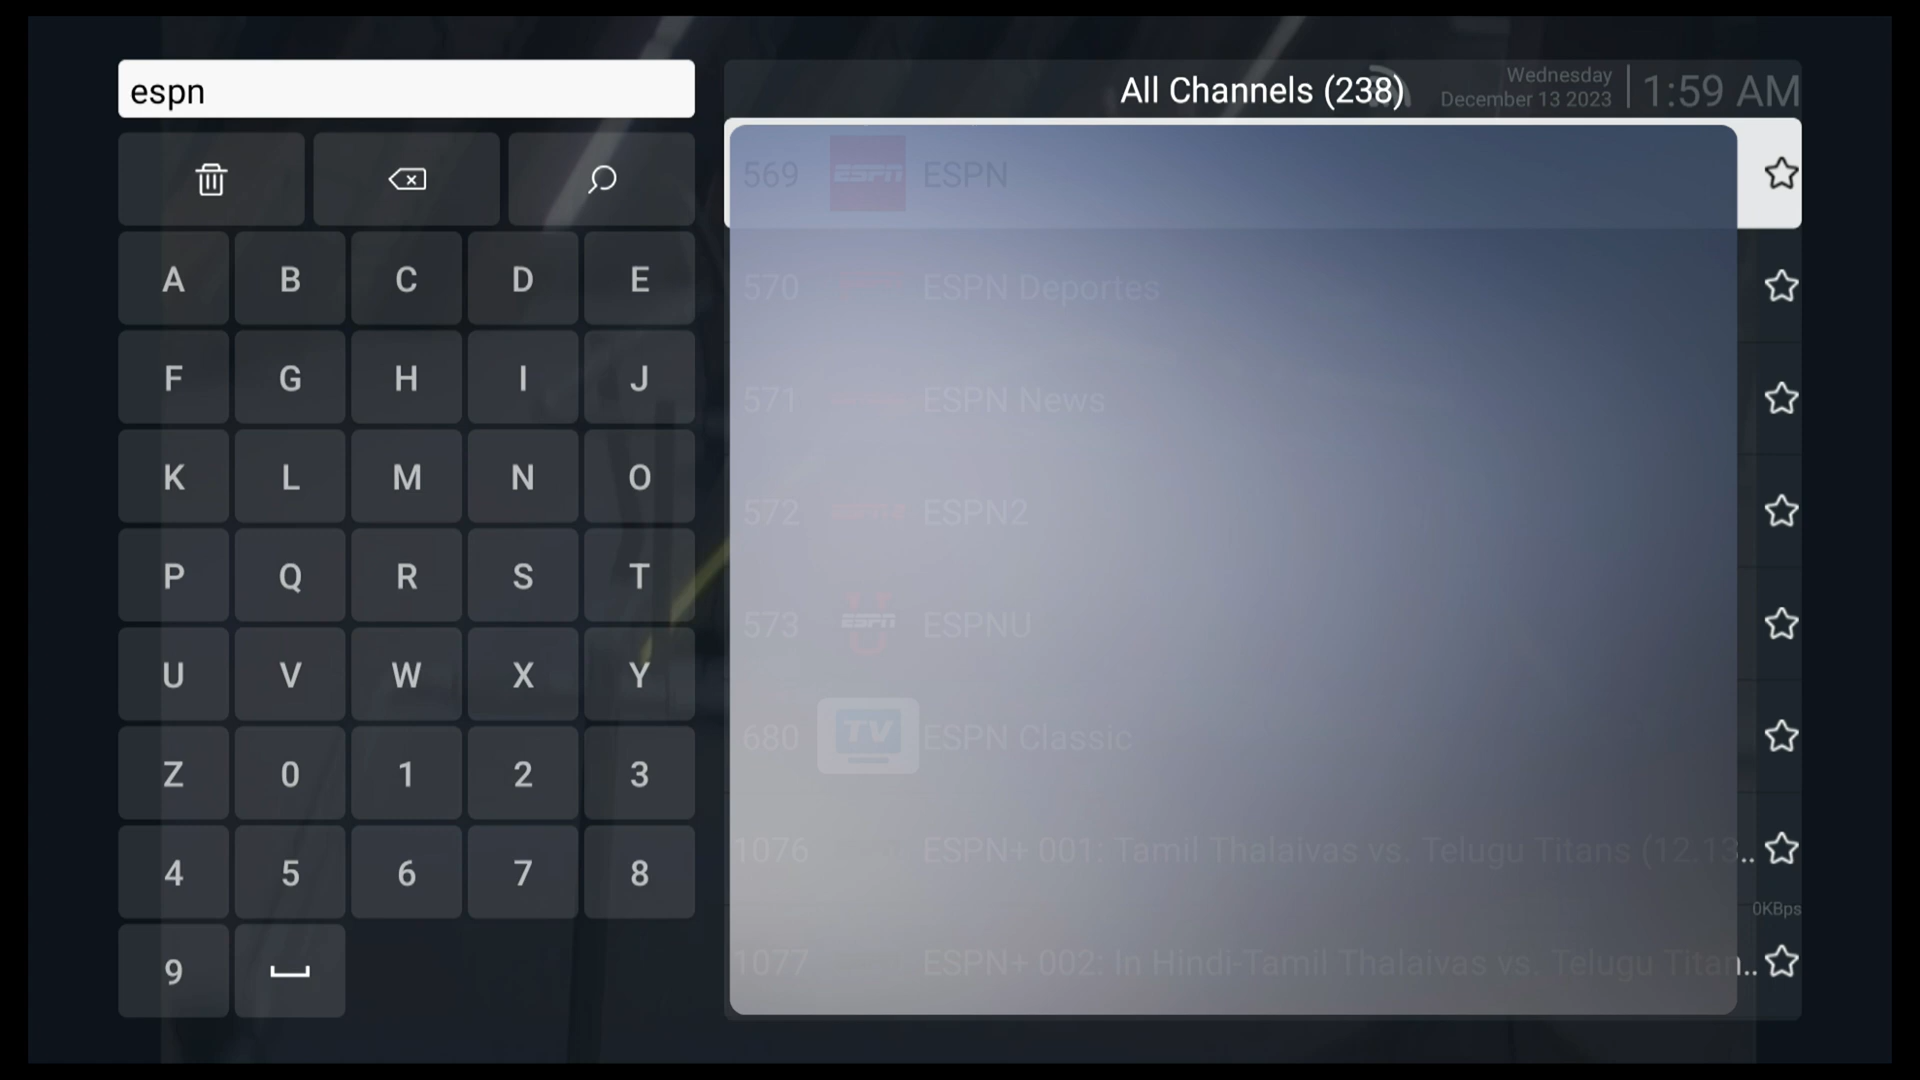 espn
All Channels (238)
Wednesday
December 13 2023
1:59 AM
A B C D E
F G H I J
K L M N O
P Q R S T
U V W X Y
Z 0 1 2 3
4 5 6 7 8
9
569 ESPN ESPN
570 ESPN Deportes
571 ESPN News
572 ESPN2
573 ESPN ESPNU
680 TV ESPN Classic
1076 ESPN+ 001: Tamil Thalaivas vs. Telugu Titans (12.13..
0KBps
1077 ESPN+ 002: In Hindi-Tamil Thalaivas vs. Telugu Titan..